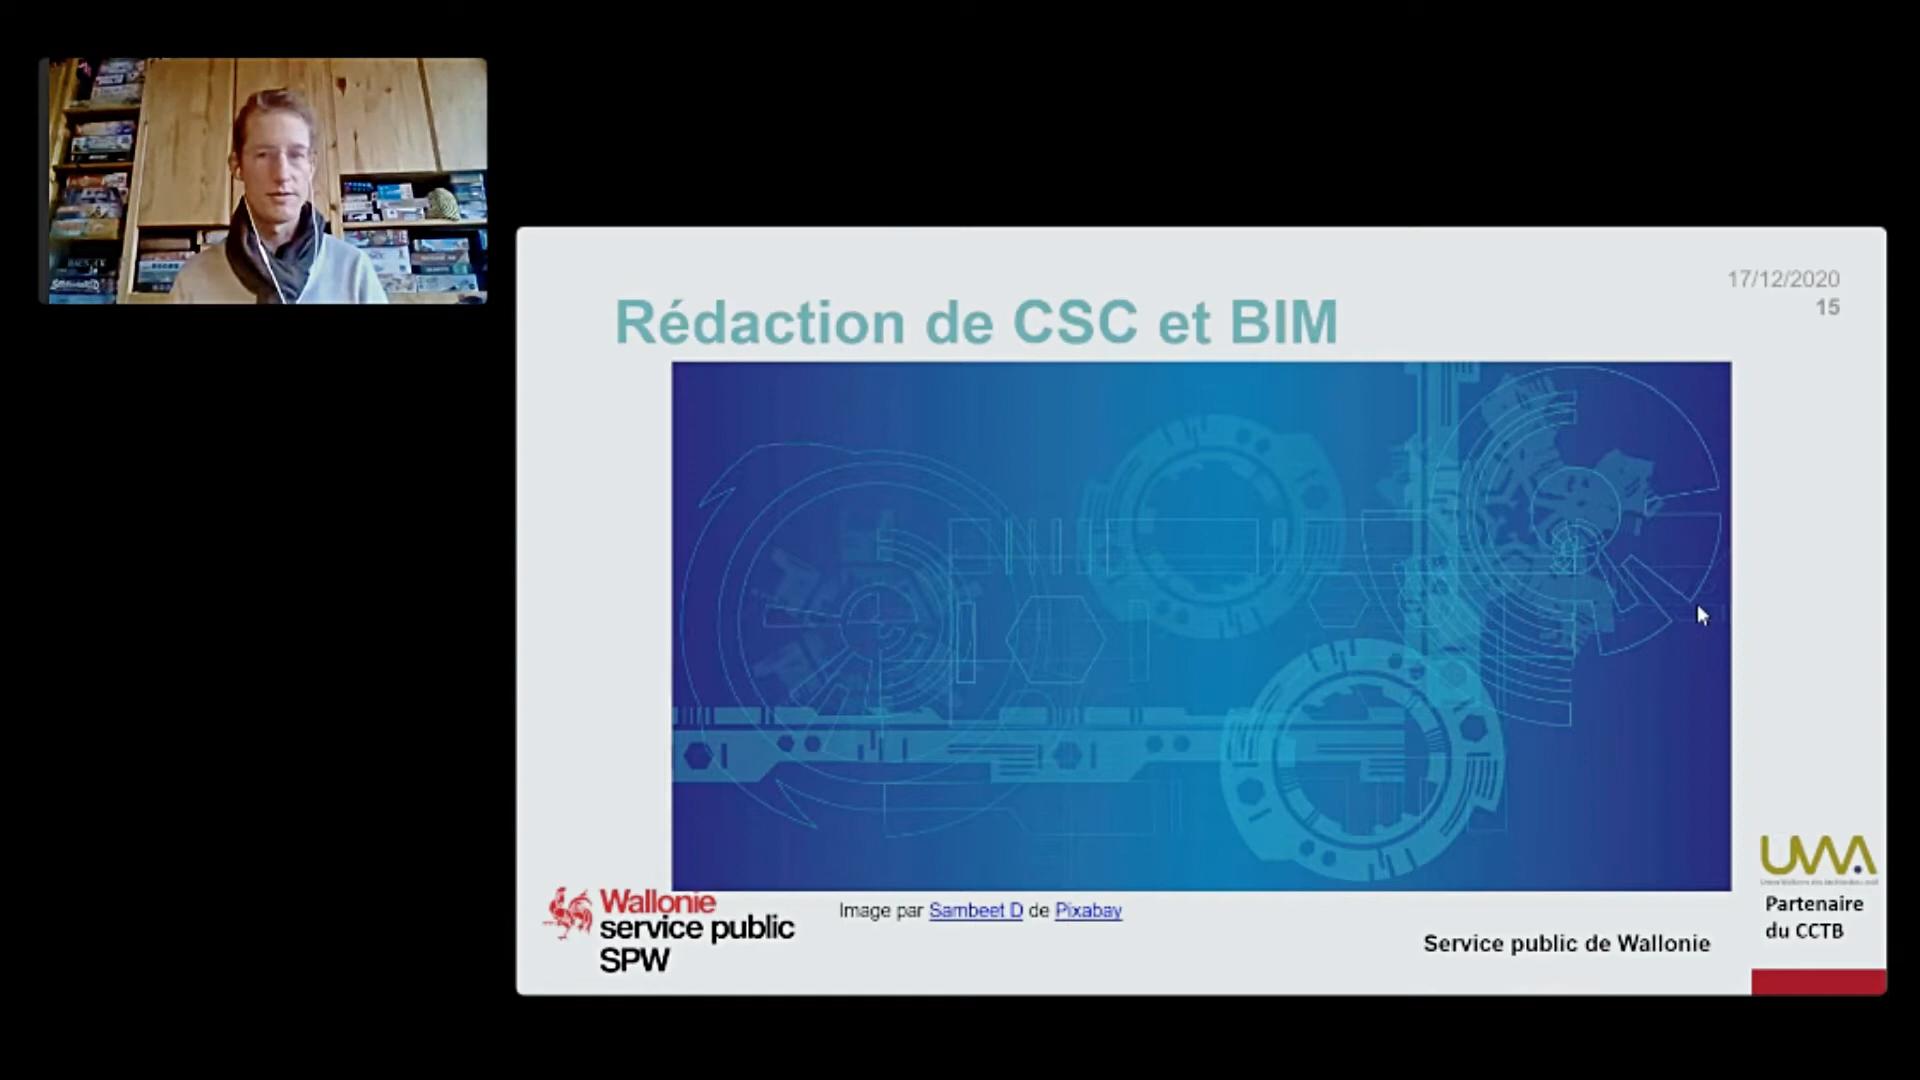 17/12/2020
15
Rédaction de CSC et BIM
Wallonie
service public
SPW
Image par Sambeet D de Pixabay
Service public de Wallonie
UWA
Partenaire
du CCTB